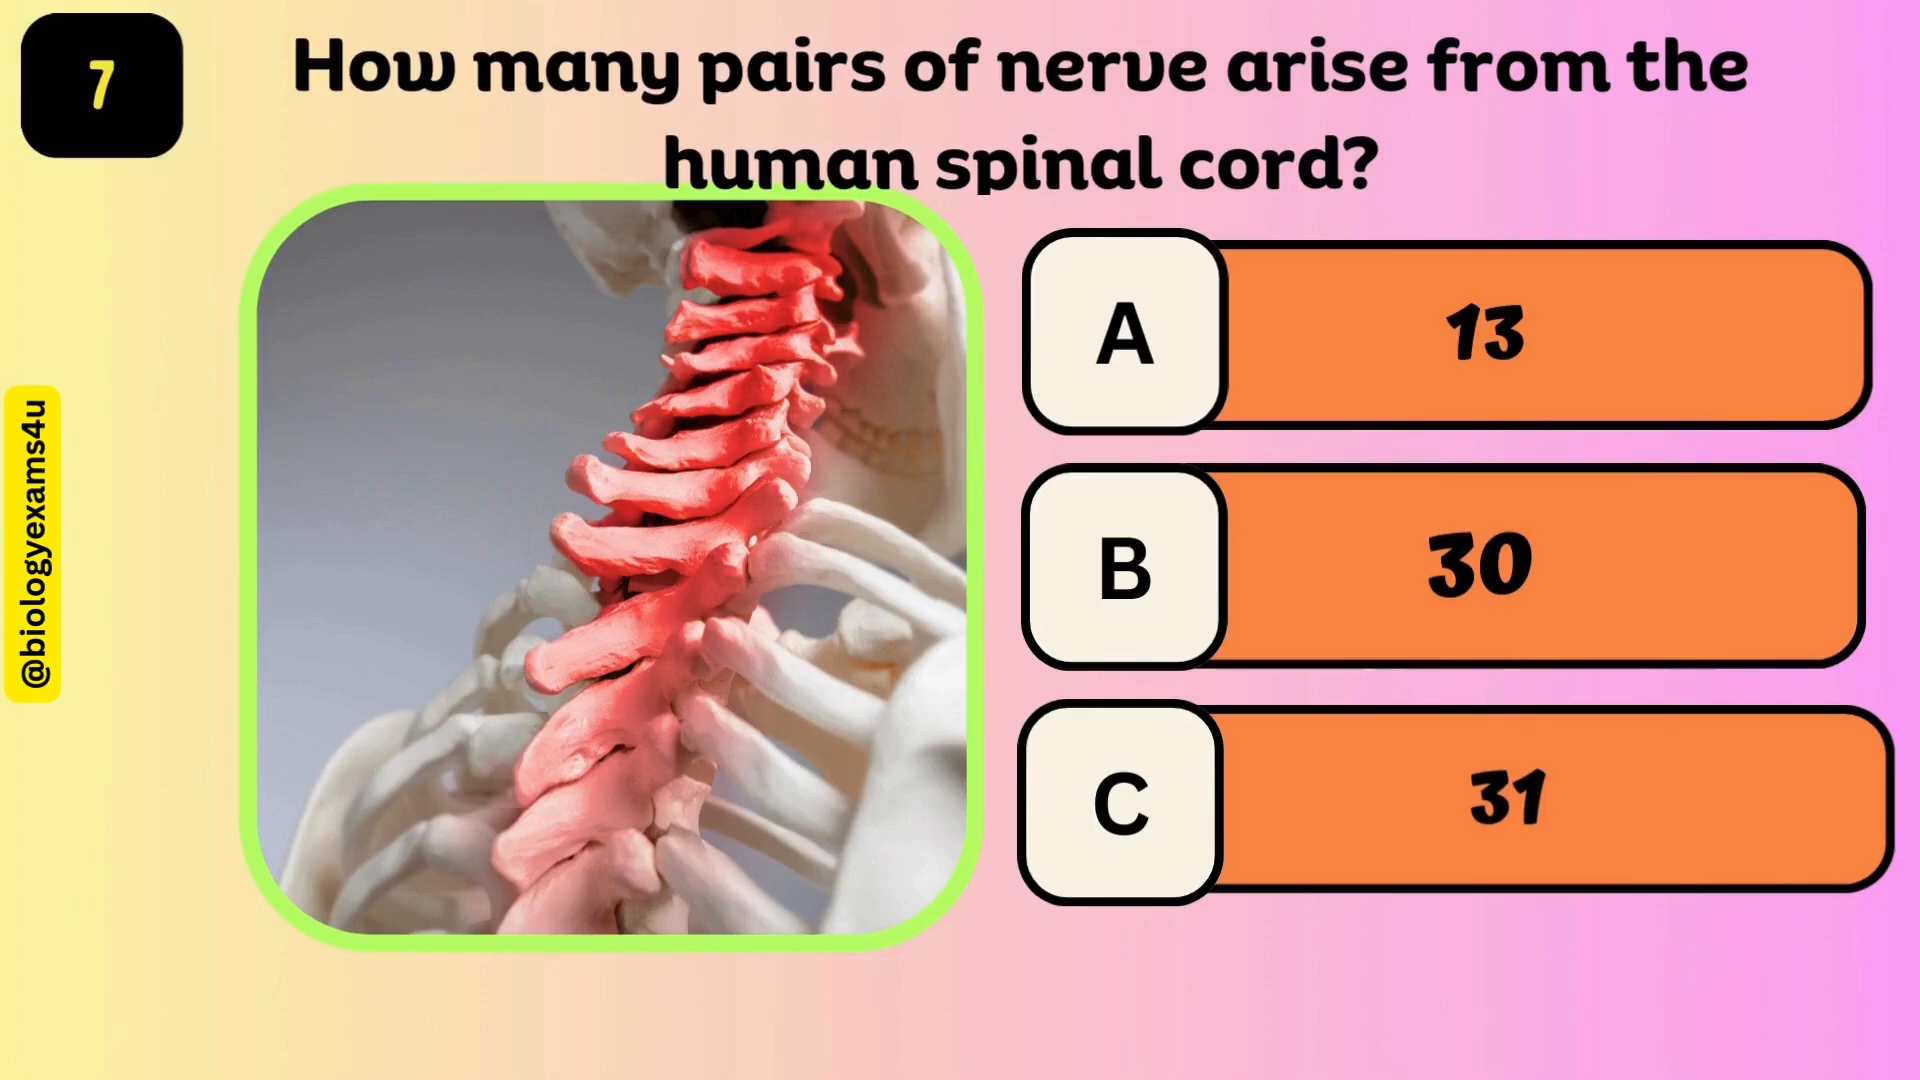 7
How many pairs of nerve arise from the
human spinal cord?
A
13
B
30
C
31
@biologyexams4u